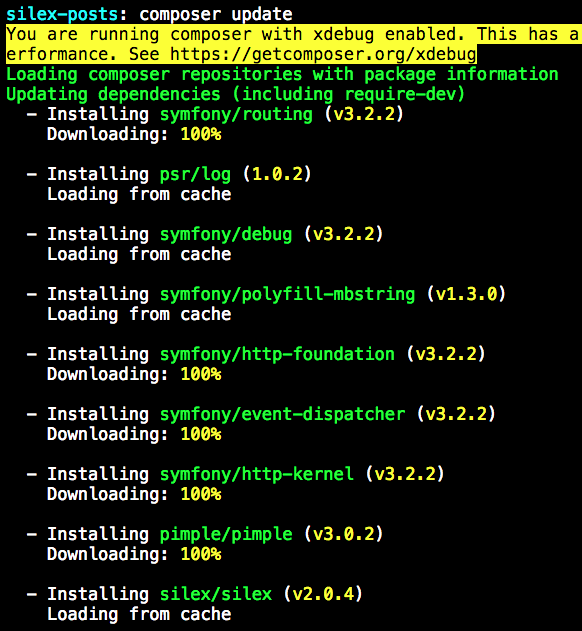 silex-posts: composer update
You are running composer with xdebug enabled. This has a
erformance. See https://getcomposer.org/xdebug
Loading composer repositories with package information
Updating dependencies (including require-dev)
  - Installing symfony/routing (v3.2.2)
    Downloading: 100%

  - Installing psr/log (1.0.2)
    Loading from cache

  - Installing symfony/debug (v3.2.2)
    Loading from cache

  - Installing symfony/polyfill-mbstring (v1.3.0)
    Loading from cache

  - Installing symfony/http-foundation (v3.2.2)
    Downloading: 100%

  - Installing symfony/event-dispatcher (v3.2.2)
    Downloading: 100%

  - Installing symfony/http-kernel (v3.2.2)
    Downloading: 100%

  - Installing pimple/pimple (v3.0.2)
    Downloading: 100%

  - Installing silex/silex (v2.0.4)
    Loading from cache